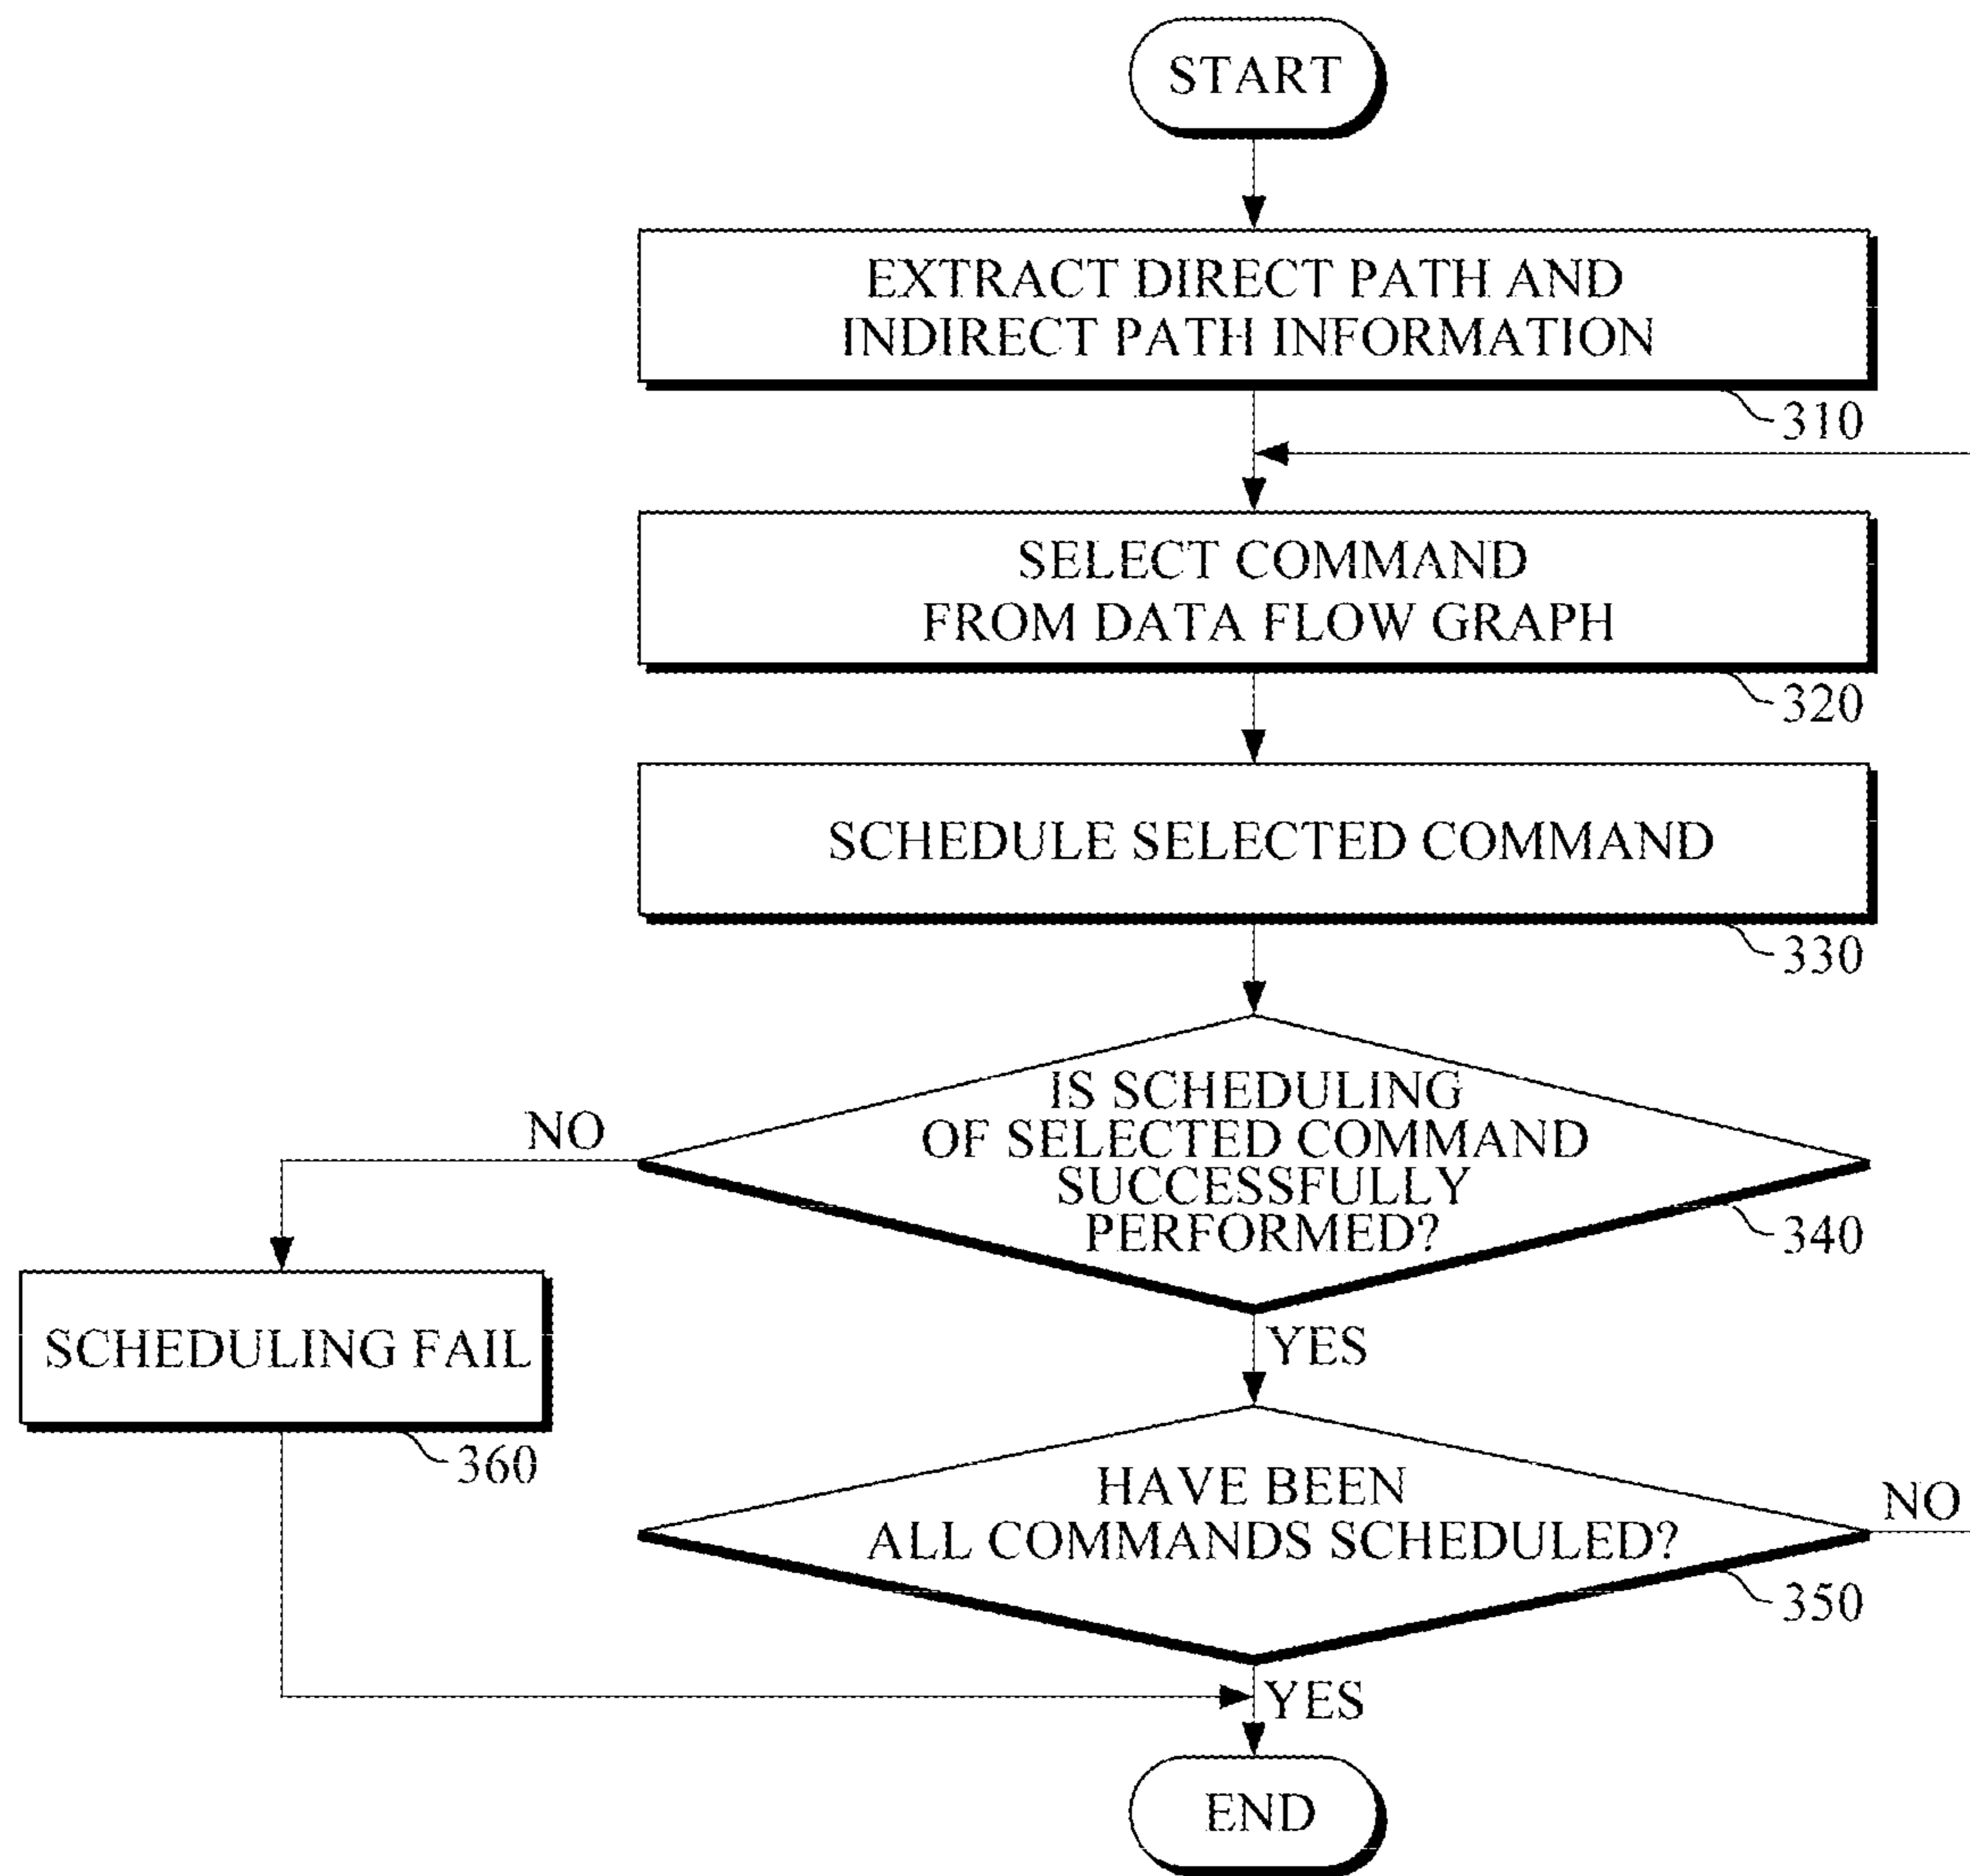 START
EXTRACT DIRECT PATH AND
INDIRECT PATH INFORMATION
310
SELECT COMMAND
FROM DATA FLOW GRAPH
320
SCHEDULE SELECTED COMMAND
330
IS SCHEDULING
OF SELECTED COMMAND
SUCCESSFULLY
PERFORMED?
NO
340
YES
SCHEDULING FAIL
360
HAVE BEEN
ALL COMMANDS SCHEDULED?
NO
350
YES
END